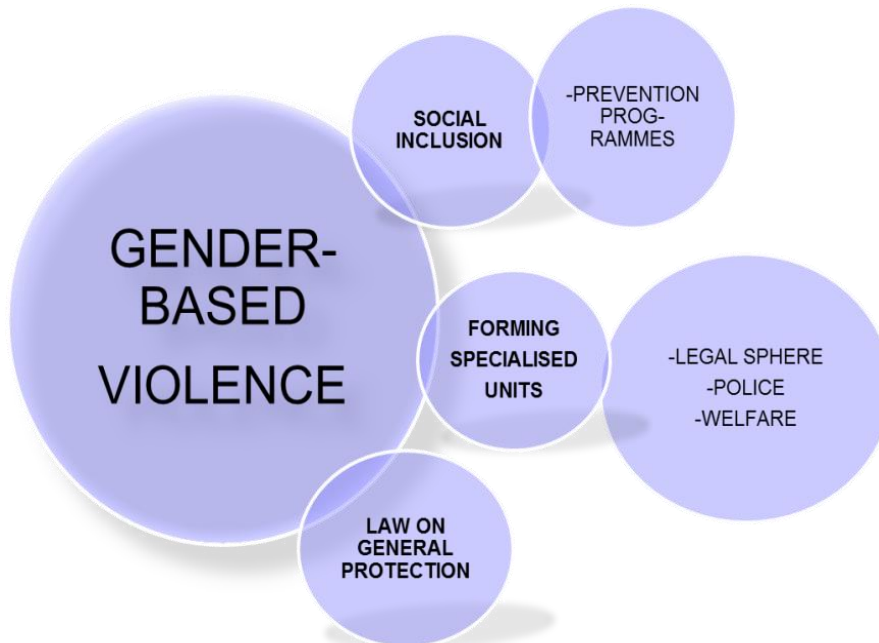 GENDER-
BASED
VIOLENCE
SOCIAL
INCLUSION
-PREVENTION
PROG-
RAMMES
FORMING
SPECIALISED
UNITS
-LEGAL SPHERE
-POLICE
-WELFARE
LAW ON
GENERAL
PROTECTION